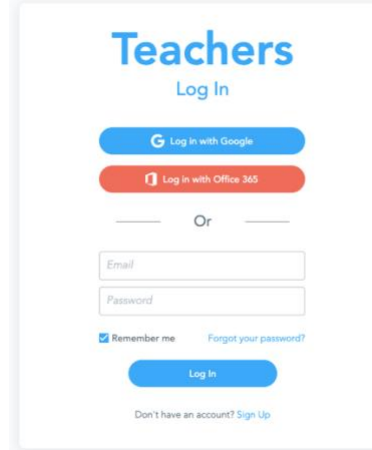 Teachers
Log In
G Log in with Google
Log in with Office 365
Or
Email
Password
Remember me Forgot your password?
Log In
Don't have an account? Sign Up